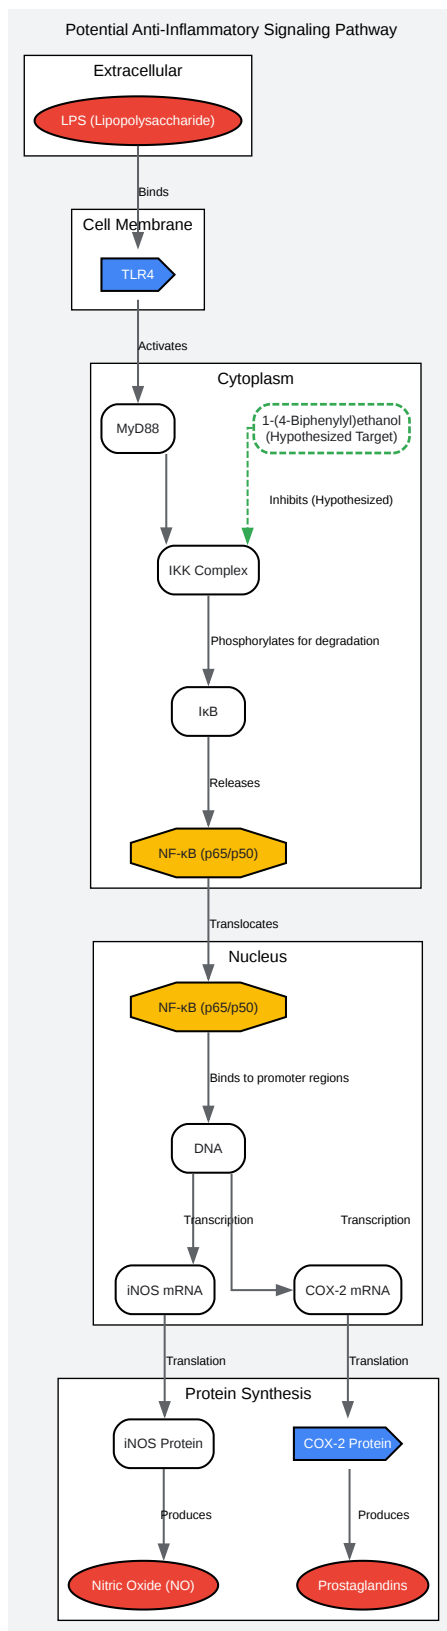 Potential Anti-Inflammatory Signaling Pathway
Extracellular
LPS (Lipopolysaccharide)
Binds
Cell Membrane
TLR4
Activates
Cytoplasm
MyD88
1-(4-Biphenylyl)ethanol
(Hypothesized Target)
Inhibits (Hypothesized)
IKK Complex
Phosphorylates for degradation
IκB
Releases
NF-κB (p65/p50)
Translocates
Nucleus
NF-κB (p65/p50)
Binds to promoter regions
DNA
Transcription
Transcription
iNOS mRNA
COX-2 mRNA
Translation
Translation
Protein Synthesis
iNOS Protein
COX-2 Protein
Produces
Produces
Nitric Oxide (NO)
Prostaglandins